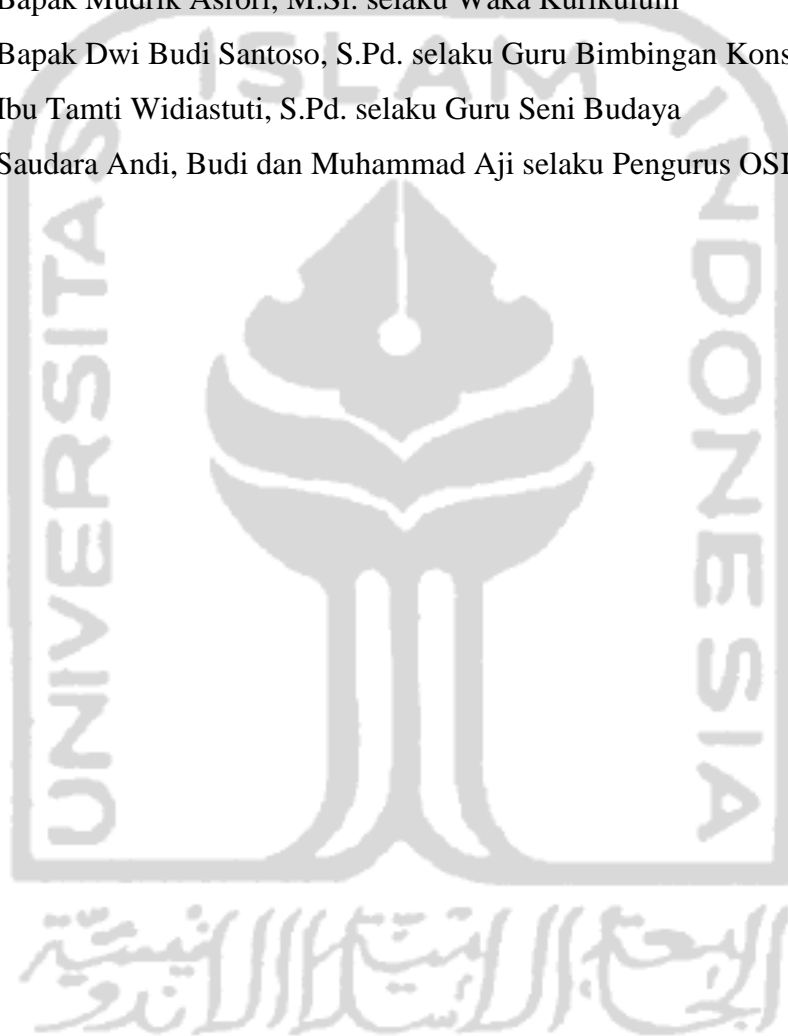 Bapak Mudrik Asrori, M.Si. selaku Waka Kurikulum
Bapak Dwi Budi Santoso, S.Pd. selaku Guru Bimbingan Kons
Ibu Tamti Widiastuti, S.Pd. selaku Guru Seni Budaya
Saudara Andi, Budi dan Muhammad Aji selaku Pengurus OSI
UNIVERSITAS
ISLAM
INDONESIA